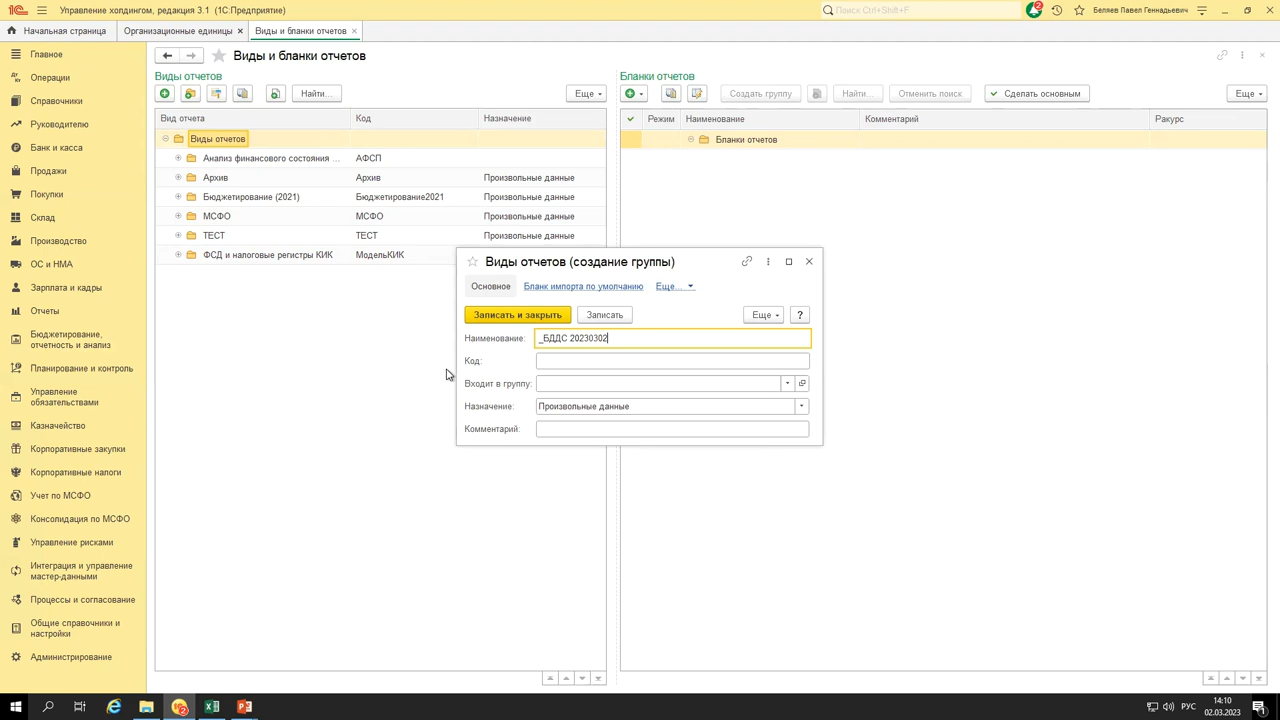 Управление холдингом, редакция 3.1 (1С:Предприятие)
Поиск Ctrl+Shift+F
2
Беляев Павел Геннадьевич
Начальная страница
Организационные единицы ×
Виды и бланки отчетов ×
Главное
Операции
Справочники
Руководителю
Банк и касса
Продажи
Покупки
Склад
Производство
ОС и НМА
Зарплата и кадры
Отчеты
Бюджетирование,
отчетность и анализ
Планирование и контроль
Управление
обязательствами
Казначейство
Корпоративные закупки
Корпоративные налоги
Учет по МСФО
Консолидация по МСФО
Управление рисками
Интеграция и управление
мастер-данными
Процессы и согласование
Общие справочники и
настройки
Администрирование
Виды и бланки отчетов
Виды отчетов
Найти...
Еще
Вид отчета Код Назначение
Виды отчетов
Анализ финансового состояния ... АФСП
Архив Архив Произвольные данные
Бюджетирование (2021) Бюджетирование2021 Произвольные данные
МСФО МСФО Произвольные данные
ТЕСТ ТЕСТ Произвольные данные
ФСД и налоговые регистры КИК МодельКИК
Бланки отчетов
Создать группу
Найти...
Отменить поиск
Сделать основным
Еще
Режим Наименование Комментарий Ракурс
Бланки отчетов
Виды отчетов (создание группы)
Основное Бланк импорта по умолчанию Еще...
Записать и закрыть Записать Еще ?
Наименование: _БДДС 20230302
Код:
Входит в группу:
Назначение: Произвольные данные
Комментарий:
РУС
14:10
02.03.2023
1